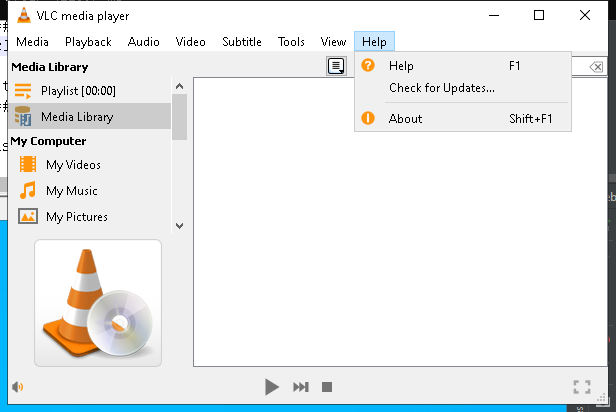 VLC media player
Media Playback Audio Video Subtitle Tools View Help
Media Library
Playlist [00:00]
Media Library
My Computer
My Videos
My Music
My Pictures
Help F1
Check for Updates...
About Shift+F1